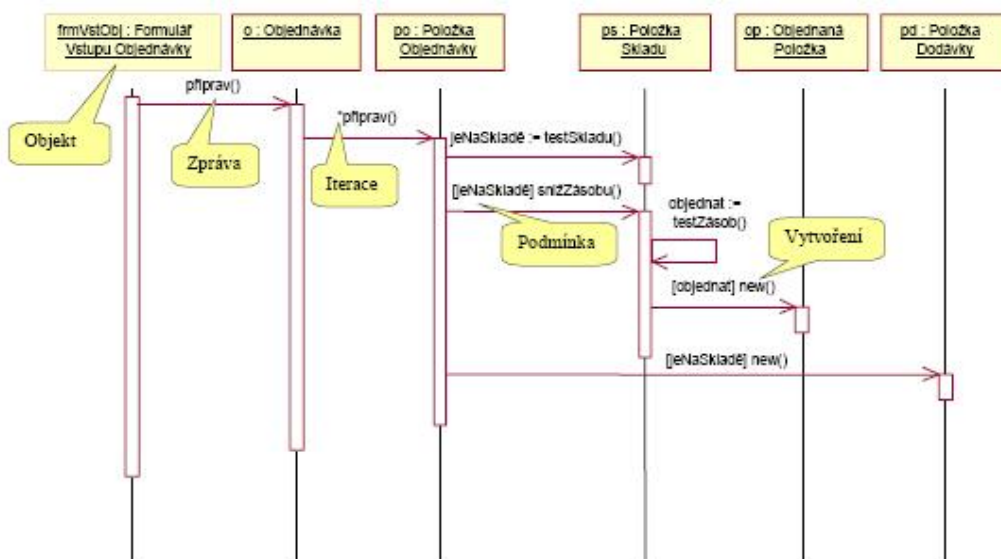 frmVstObj : Formulář
Vstupu Objednávky
o : Objednávka
po : Položka
Objednávky
ps : Položka
Skladu
op : Objednaná
Položka
pd : Položka
Dodávky
připrav()
Objekt
Zpráva
*připrav()
Iterace
jeNaSkladě := testSkladu()
[jeNaSkladě] snižZásobu()
Podmínka
objednat :=
testZásob()
Vytvoření
[objednat] new()
[jeNaSkladě] new()